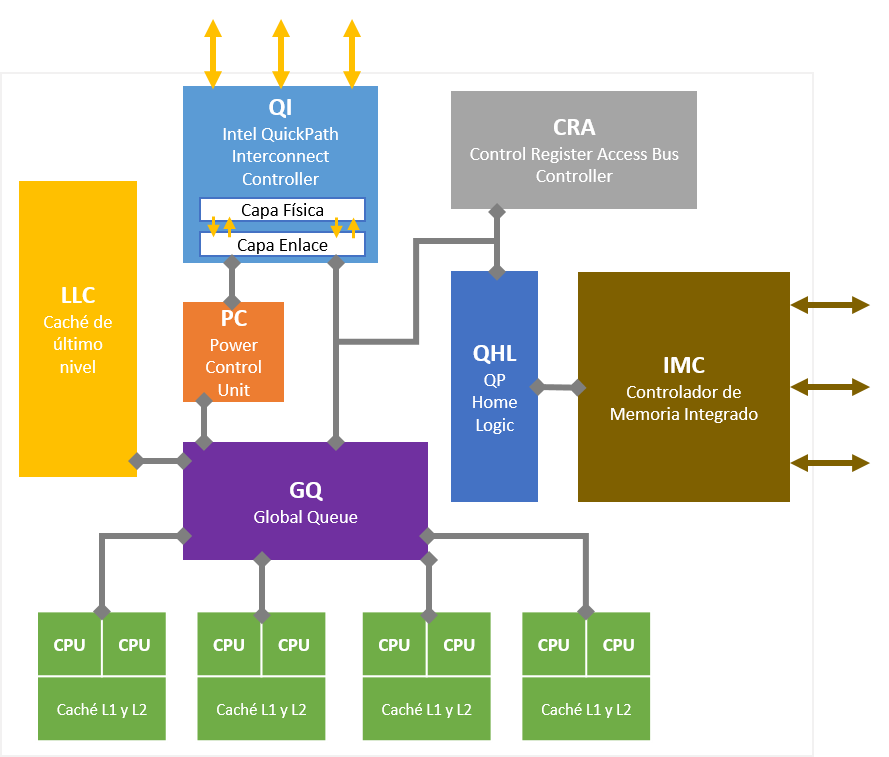 QI
Intel QuickPath
Interconnect
Controller
Capa Física
Capa Enlace
CRA
Control Register Access Bus
Controller
LLC
Caché de
último
nivel
PC
Power
Control
Unit
QHL
QP
Home
Logic
IMC
Controlador de
Memoria Integrado
GQ
Global Queue
CPU CPU
Caché L1 y L2
CPU CPU
Caché L1 y L2
CPU CPU
Caché L1 y L2
CPU CPU
Caché L1 y L2